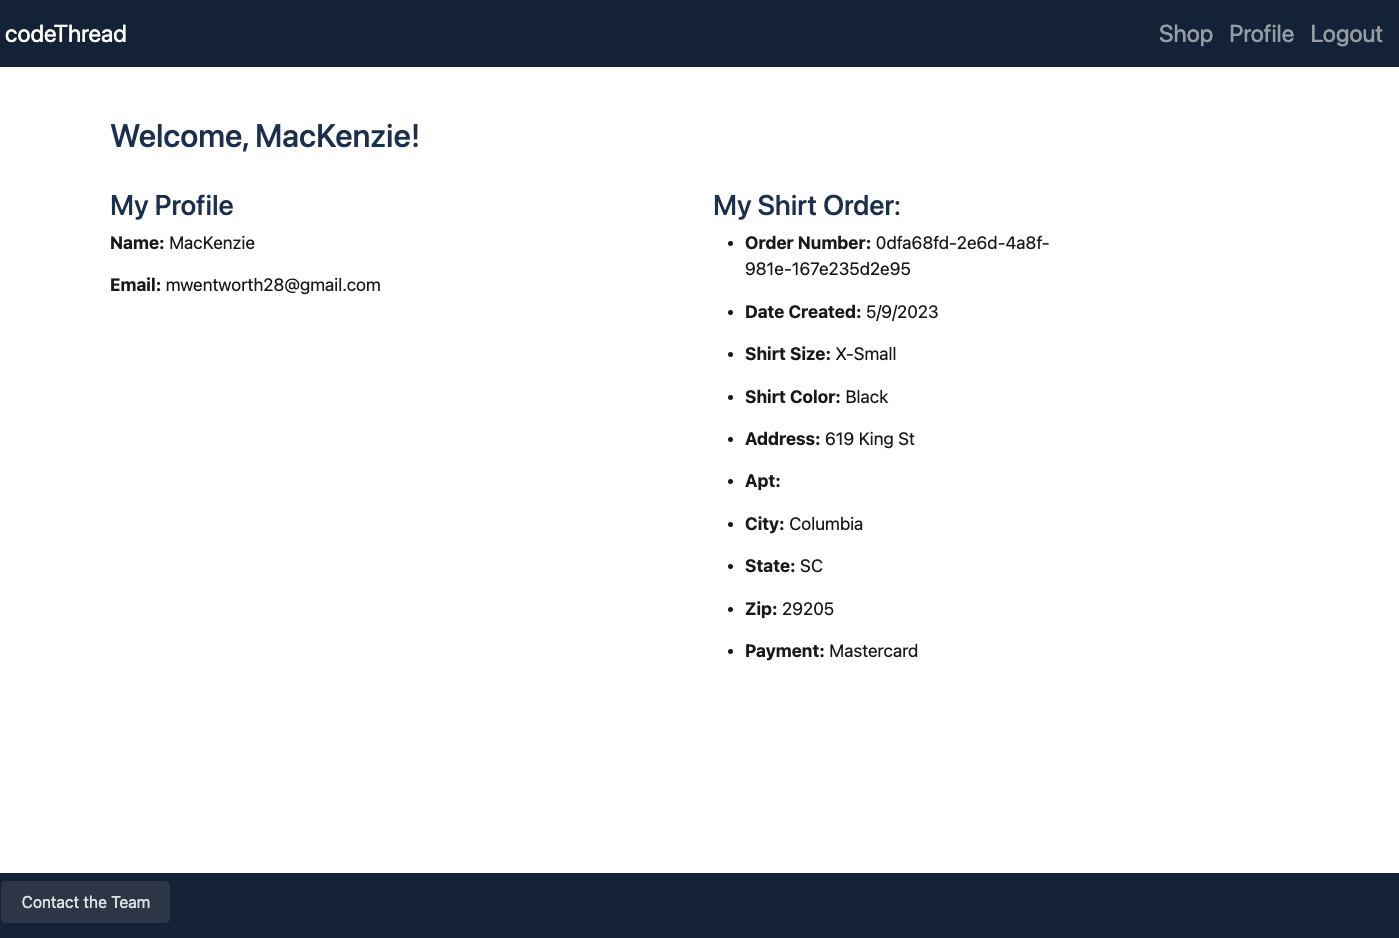 codeThread
Shop Profile Logout
Welcome, MacKenzie!
My Profile
Name: MacKenzie
Email: mwentworth28@gmail.com
My Shirt Order:
• Order Number: 0dfa68fd-2e6d-4a8f-
981e-167e235d2e95
• Date Created: 5/9/2023
• Shirt Size: X-Small
• Shirt Color: Black
• Address: 619 King St
• Apt:
• City: Columbia
• State: SC
• Zip: 29205
• Payment: Mastercard
Contact the Team